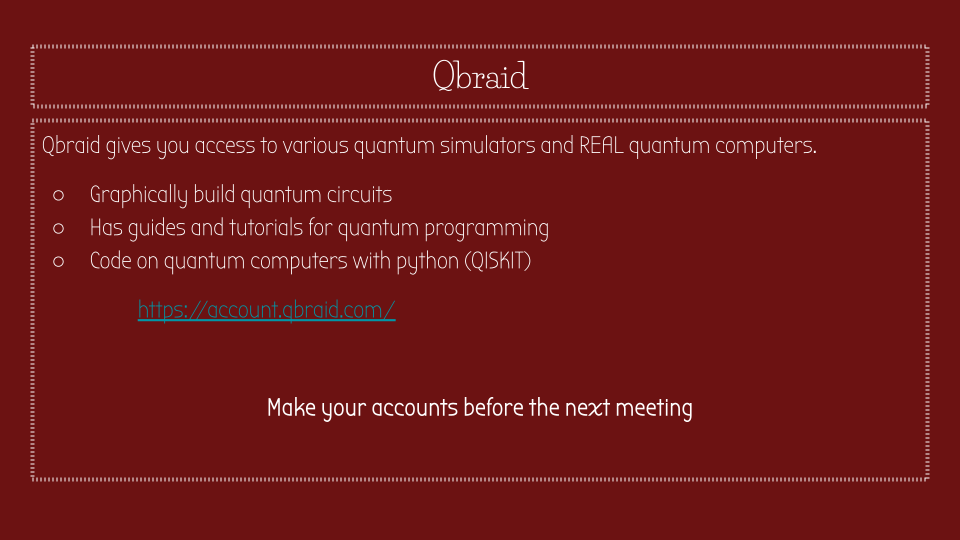 Qbraid
Qbraid gives you access to various quantum simulators and REAL quantum computers.
○ Graphically build quantum circuits
○ Has guides and tutorials for quantum programming
○ Code on quantum computers with python (QISKIT)
https://account.qbraid.com/
Make your accounts before the next meeting